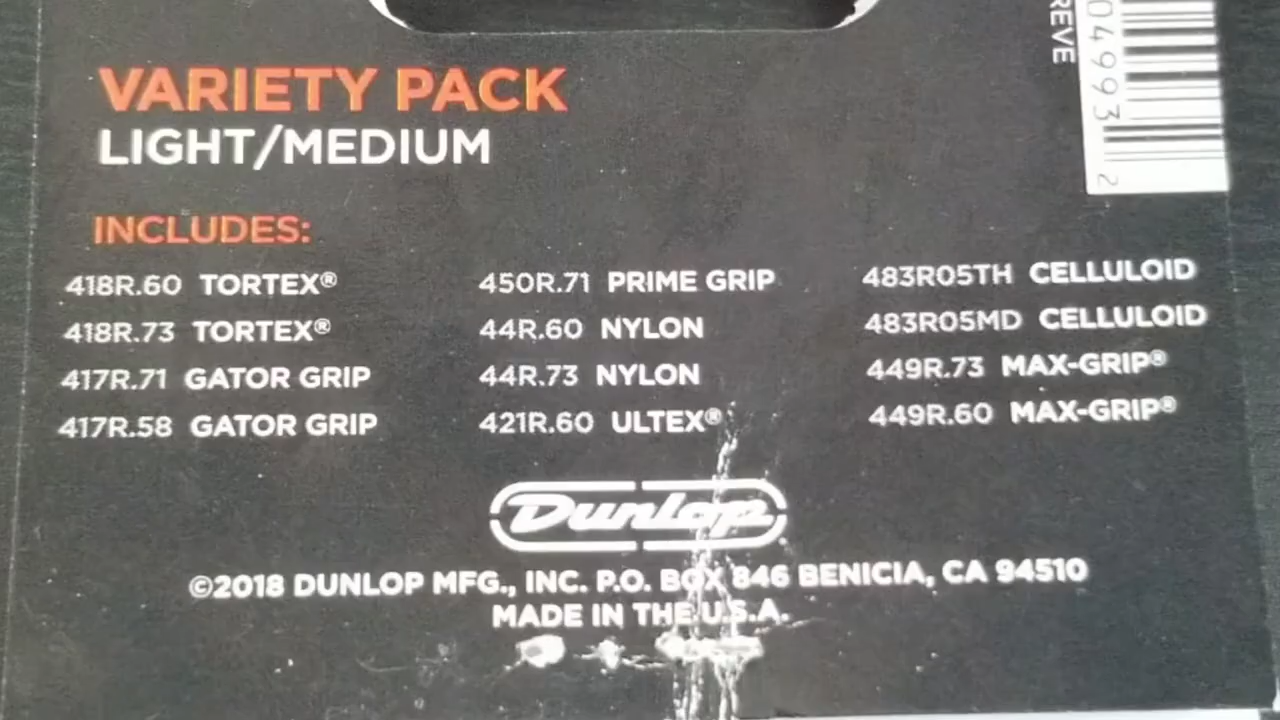 REVE
049993
2
VARIETY PACK
LIGHT/MEDIUM
INCLUDES:
418R.60 TORTEX®
418R.73 TORTEX®
417R.71 GATOR GRIP
417R.58 GATOR GRIP
450R.71 PRIME GRIP
44R.60 NYLON
44R.73 NYLON
421R.60 ULTEX®
483R05TH CELLULOID
483R05MD CELLULOID
449R.73 MAX-GRIP®
449R.60 MAX-GRIP®
Dunlop
©2018 DUNLOP MFG., INC. P.O. BOX 846 BENICIA, CA 94510
MADE IN THE U.S.A.